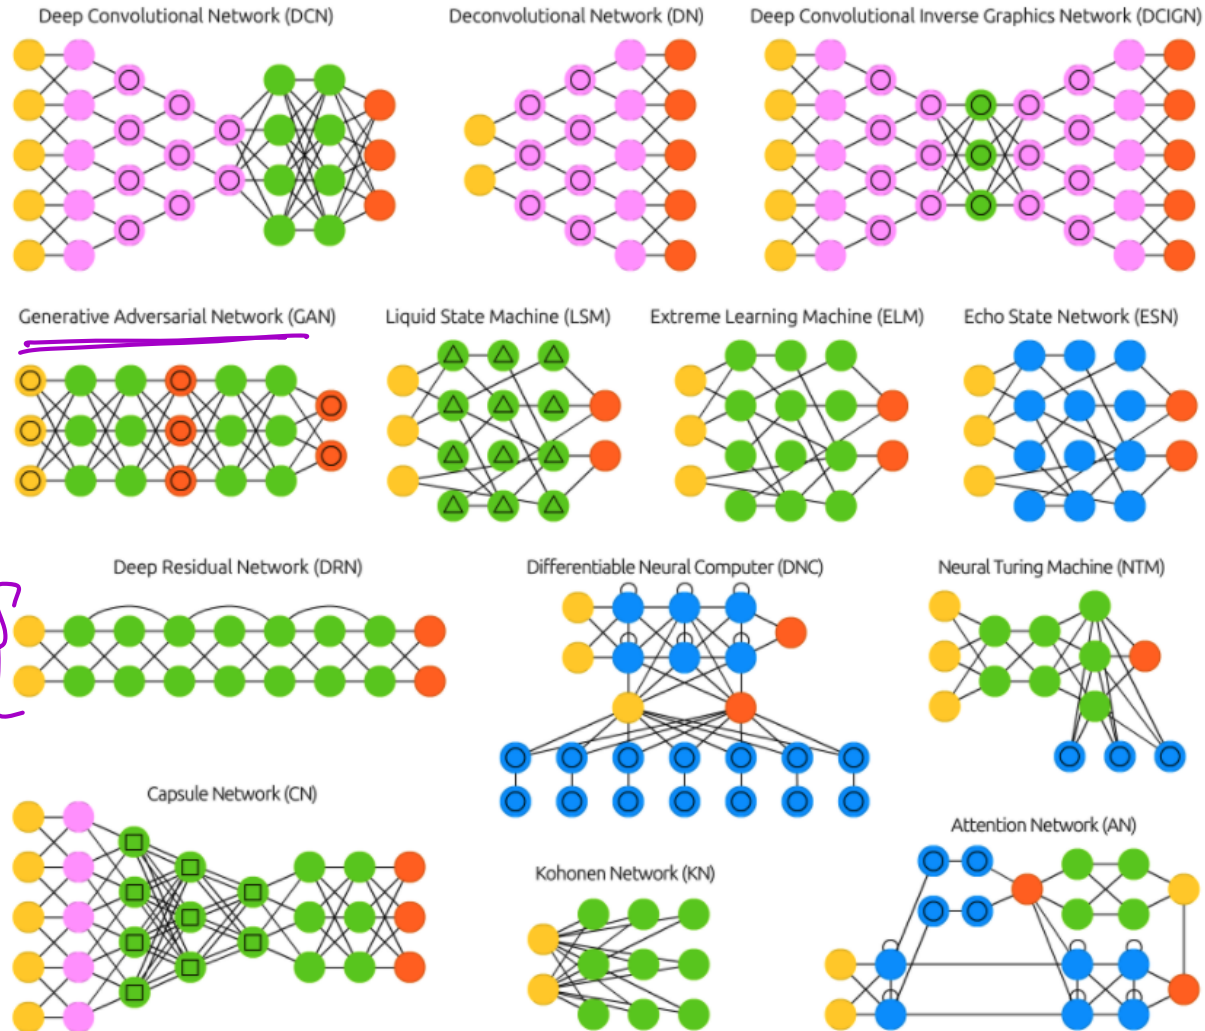 Deep Convolutional Network (DCN)
Deconvolutional Network (DN)
Deep Convolutional Inverse Graphics Network (DCIGN)
Generative Adversarial Network (GAN)
Liquid State Machine (LSM)
Extreme Learning Machine (ELM)
Echo State Network (ESN)
Deep Residual Network (DRN)
Differentiable Neural Computer (DNC)
Neural Turing Machine (NTM)
Capsule Network (CN)
Kohonen Network (KN)
Attention Network (AN)